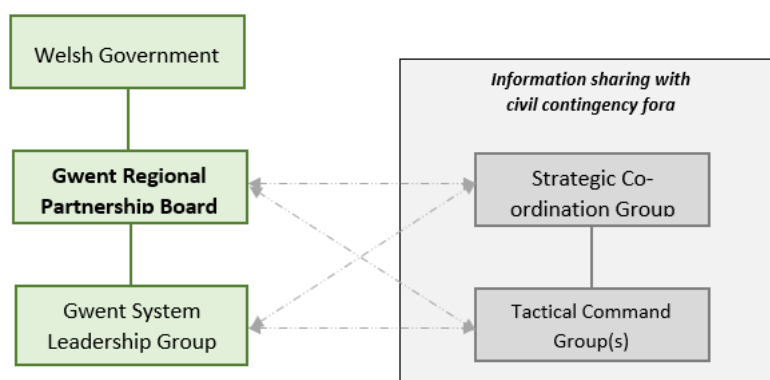 Welsh Government
Information sharing with
civil contingency fora
Gwent Regional
Partnership Board
Strategic Co-
ordination Group
Gwent System
Leadership Group
Tactical Command
Group(s)